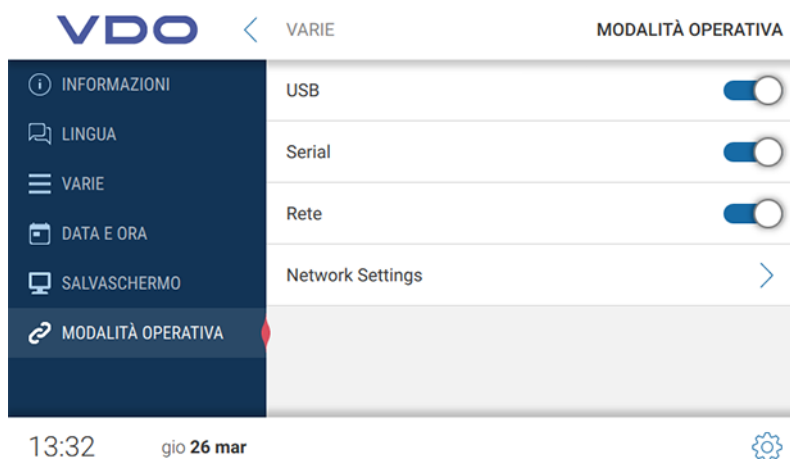 VDO
VARIE
MODALITÀ OPERATIVA
INFORMAZIONI
LINGUA
VARIE
DATA E ORA
SALVASCHERMO
MODALITÀ OPERATIVA
USB
Serial
Rete
Network Settings
13:32 gio 26 mar